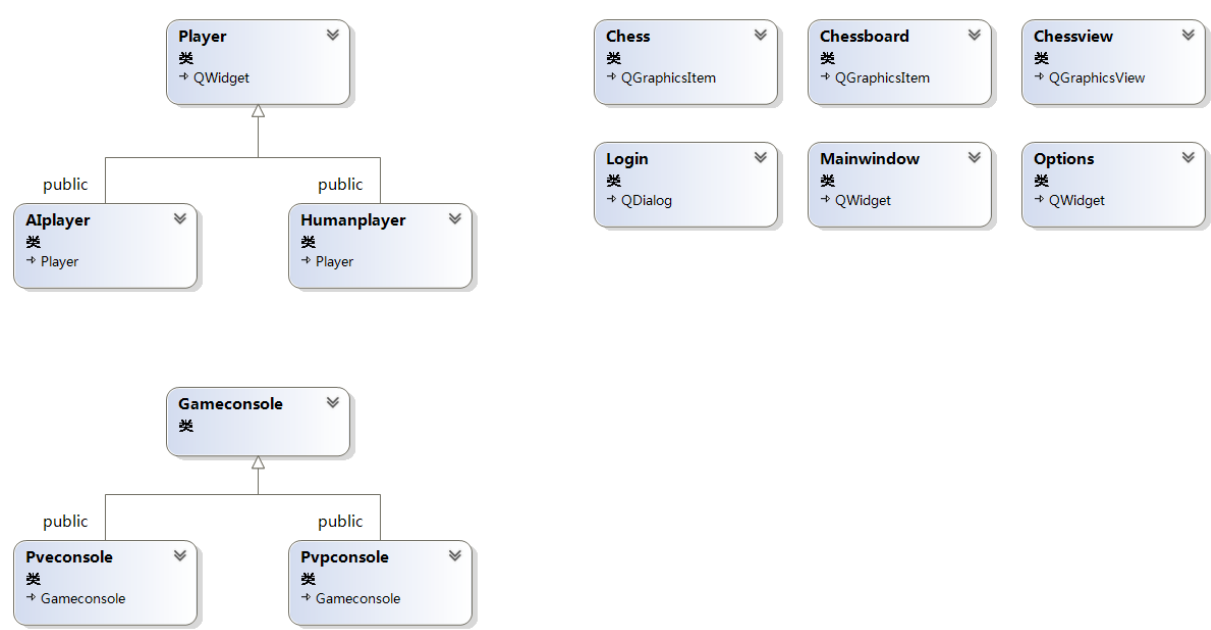 Player
类
QWidget
public
public
AIplayer
类
Player
Humanplayer
类
Player
Gameconsole
类
public
public
Pveconsole
类
Gameconsole
Pvpconsole
类
Gameconsole
Chess
类
QGraphicsItem
Chessboard
类
QGraphicsItem
Chessview
类
QGraphicsView
Login
类
QDialog
Mainwindow
类
QWidget
Options
类
QWidget